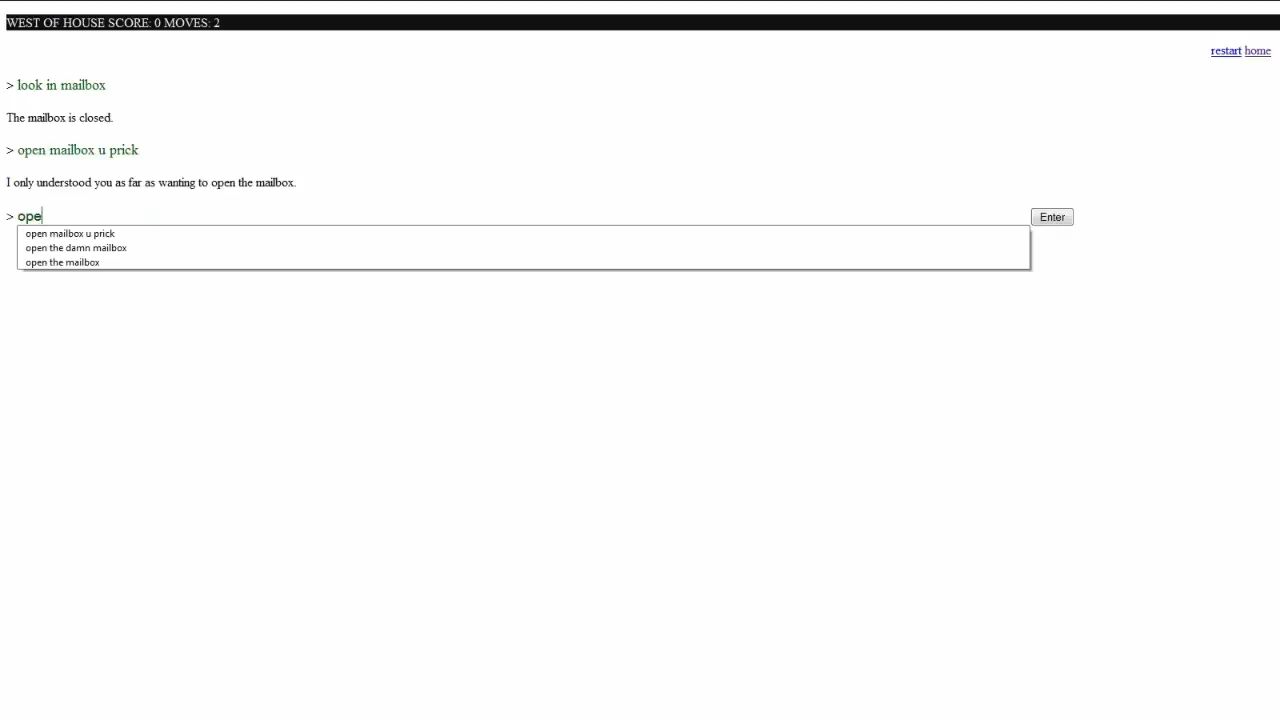 WEST OF HOUSE SCORE: 0 MOVES: 2
restart home
> look in mailbox
The mailbox is closed.
> open mailbox u prick
I only understood you as far as wanting to open the mailbox.
> ope Enter
open mailbox u prick
open the damn mailbox
open the mailbox